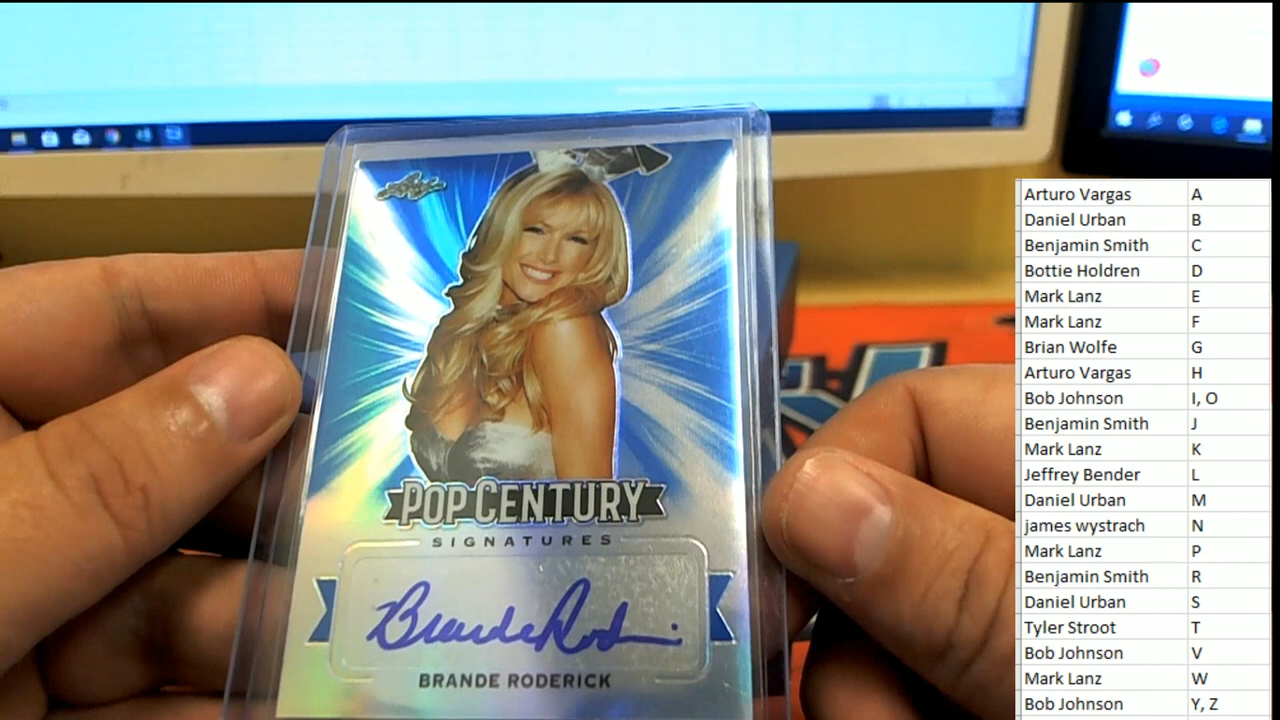 Leaf
POP CENTURY
SIGNATURES
Brande Rod
BRANDE RODERICK
Arturo Vargas A
Daniel Urban B
Benjamin Smith C
Bottie Holdren D
Mark Lanz E
Mark Lanz F
Brian Wolfe G
Arturo Vargas H
Bob Johnson I, O
Benjamin Smith J
Mark Lanz K
Jeffrey Bender L
Daniel Urban M
james wystrach N
Mark Lanz P
Benjamin Smith R
Daniel Urban S
Tyler Stroot T
Bob Johnson V
Mark Lanz W
Bob Johnson Y, Z